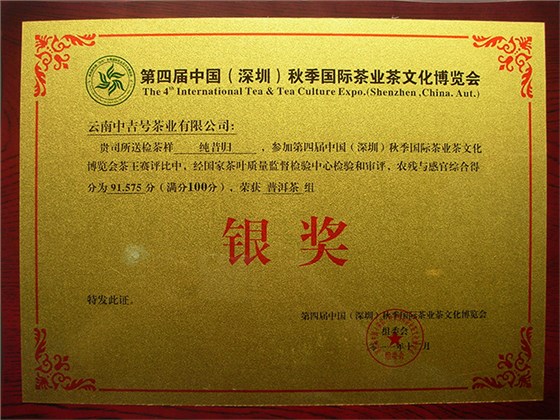 第四届中国（深圳）秋季国际茶业茶文化博览会
The 4th International Tea & Tea Culture Expo.(Shenzhen,China. Aut.)
云南中吉号茶业有限公司:
贵司所送检茶样 纯昔归 ，参加第四届中国（深圳）秋季国际茶业茶文化
博览会茶王赛评比中，经国家茶叶质量监督检验中心检验和审评，农残与感官综合得
分为 91.575 分（满分100分），荣获 普洱茶 组
银奖
特发此证。
第四届中国（深圳）秋季国际茶业茶文化博览会
组委会
年十二月